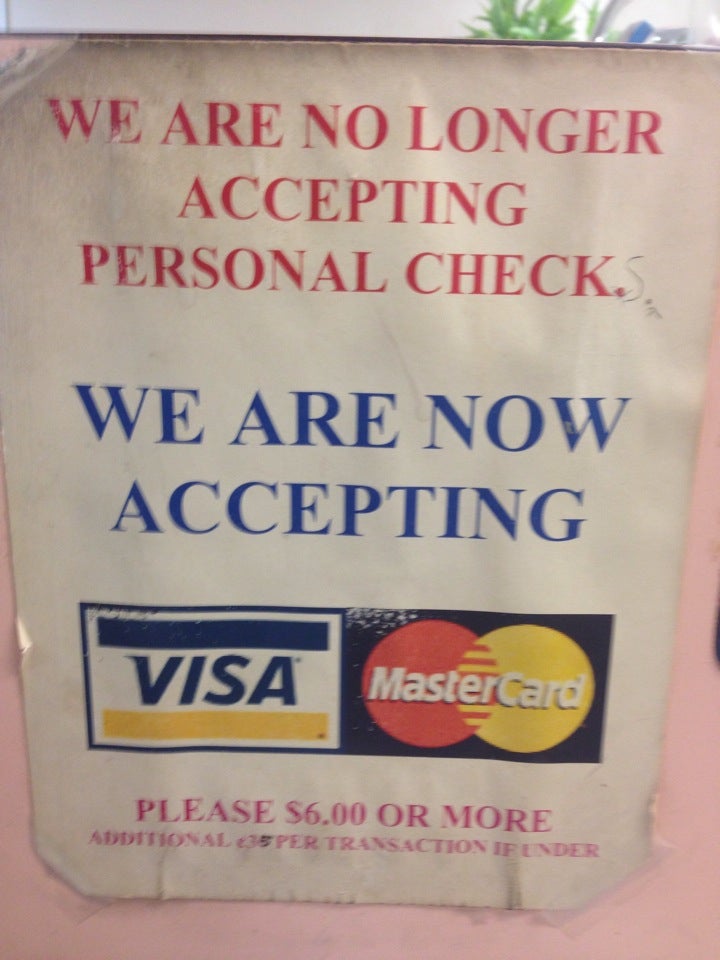 WE ARE NO LONGER
ACCEPTING
PERSONAL CHECK.S.
WE ARE NOW
ACCEPTING
VISA MasterCard
PLEASE $6.00 OR MORE
ADDITIONAL ¢35 PER TRANSACTION IF UNDER